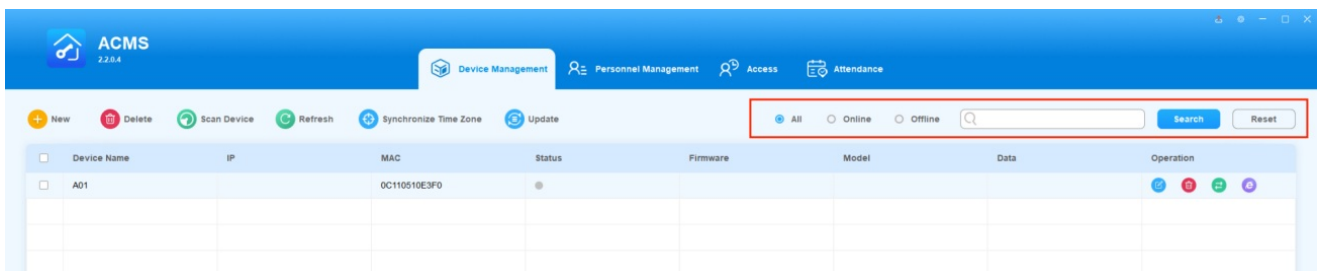 ACMS
2.2.0.4
Device Management Personnel Management Access Attendance
New Delete Scan Device Refresh Synchronize Time Zone Update All Online Offline Search Reset
Device Name IP MAC Status Firmware Model Data Operation
A01 0C110510E3F0